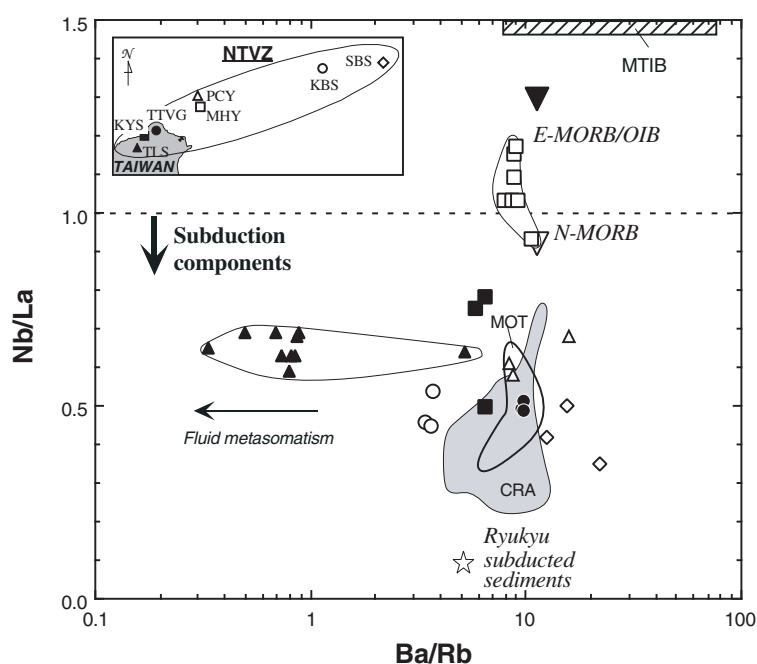 1.5
NTVZ
N
SBS
KBS
PCY
MHY
TTVG
KYS
TLS
TAIWAN
MTIB
E-MORB/OIB
1.0
N-MORB
Subduction
components
Nb/La
MOT
0.5
Fluid metasomatism
CRA
Ryukyu
subducted
sediments
0.0
0.1
1
10
100
Ba/Rb